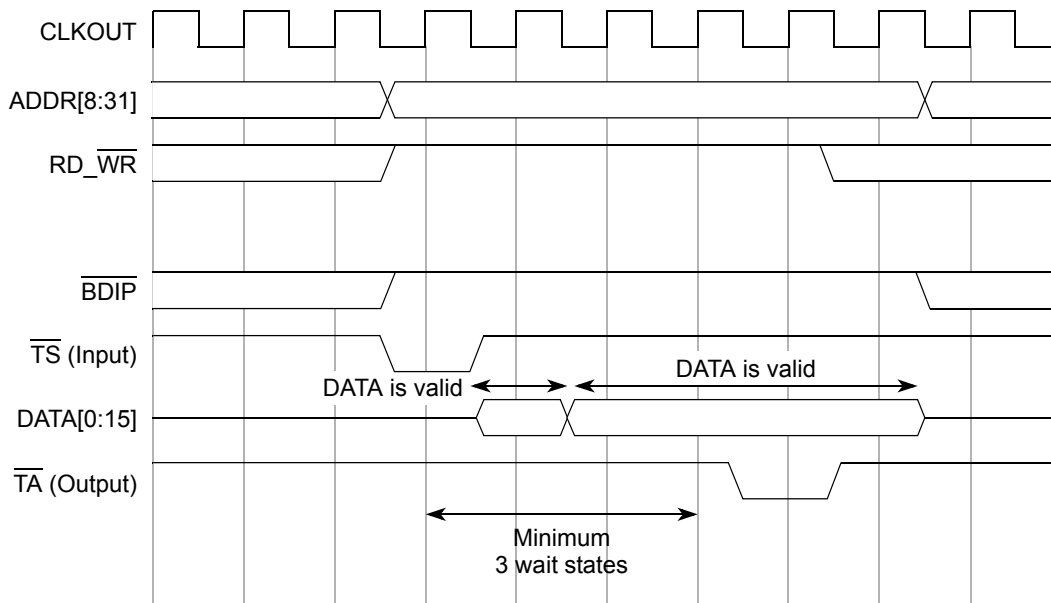 CLKOUT
ADDR[8:31]
RD_WR
BDIP
TS (Input)
DATA is valid
DATA is valid
DATA[0:15]
TA (Output)
Minimum
3 wait states